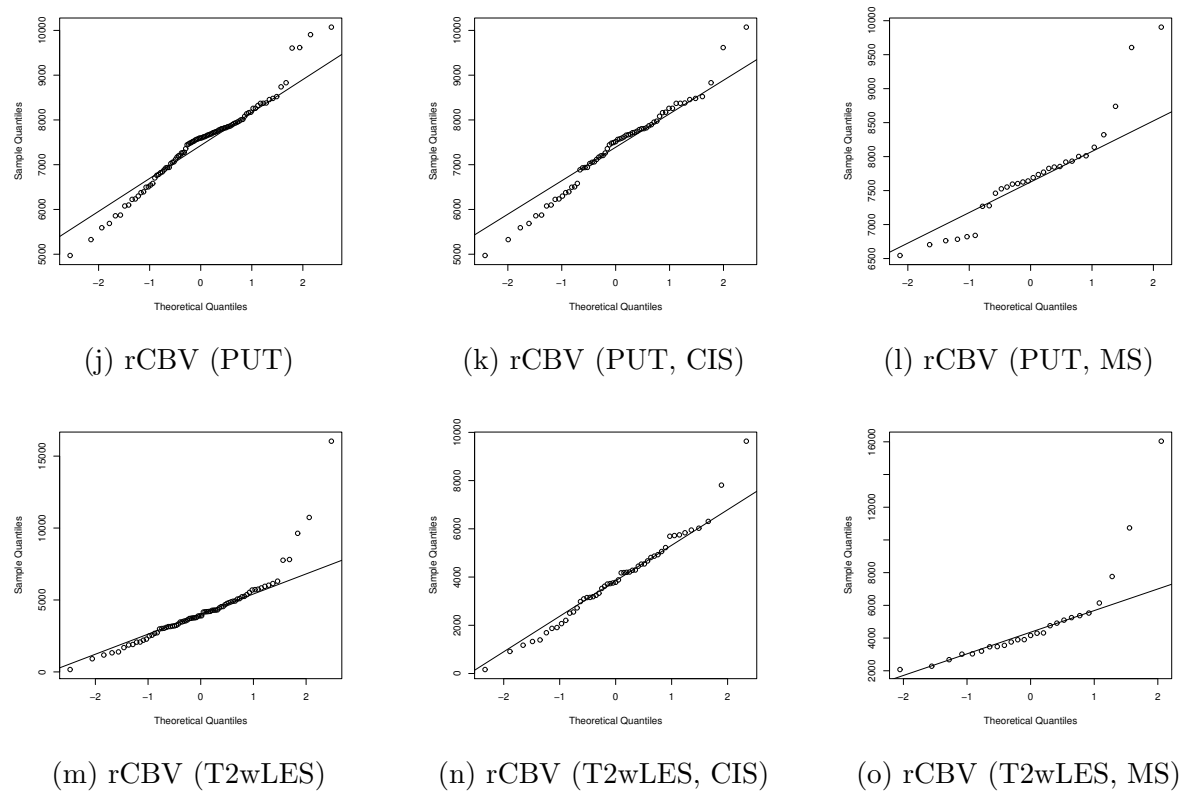 10000
9000
8000
7000
6000
5000
Sample Quantiles
−2 −1 0 1 2
Theoretical Quantiles
(j) rCBV (PUT)
10000
9000
8000
7000
6000
5000
Sample Quantiles
−2 −1 0 1 2
Theoretical Quantiles
(k) rCBV (PUT, CIS)
10000
9500
9000
8500
8000
7500
7000
6500
Sample Quantiles
−2 −1 0 1 2
Theoretical Quantiles
(l) rCBV (PUT, MS)
15000
10000
5000
0
Sample Quantiles
−2 −1 0 1 2
Theoretical Quantiles
(m) rCBV (T2wLES)
10000
8000
6000
4000
2000
0
Sample Quantiles
−2 −1 0 1 2
Theoretical Quantiles
(n) rCBV (T2wLES, CIS)
16000
12000
8000
6000
4000
2000
Sample Quantiles
−2 −1 0 1 2
Theoretical Quantiles
(o) rCBV (T2wLES, MS)